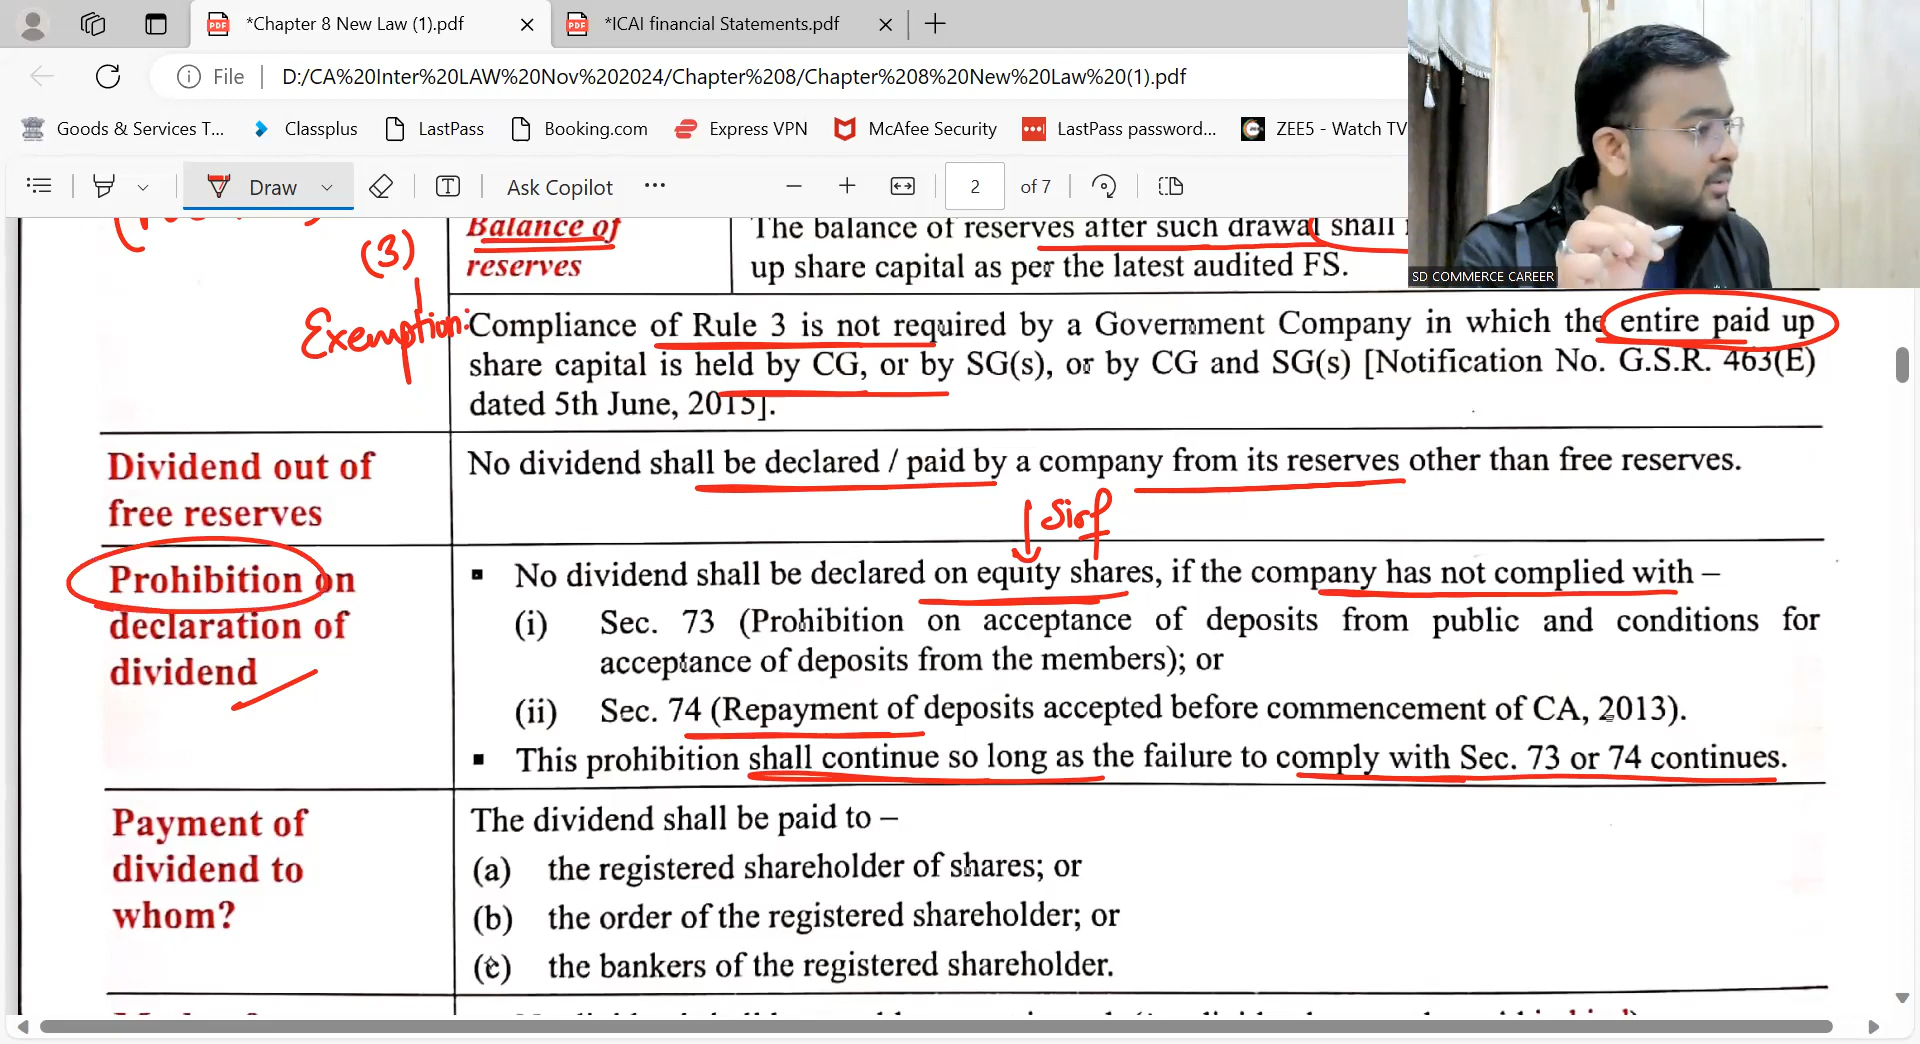 *Chapter 8 New Law (1).pdf
*ICAI financial Statements.pdf
File
D:/CA%20Inter%20LAW%20Nov%202024/Chapter%208/Chapter%208%20New%20Law%20(1).pdf
Goods & Services T...
Classplus
LastPass
Booking.com
Express VPN
McAfee Security
LastPass password...
ZEE5 - Watch TV
Draw
Ask Copilot
2
of 7
SD COMMERCE CAREER
Balance of
reserves
The balance of reserves after such drawal shall
up share capital as per the latest audited FS.
(3)
Exemption:
Compliance of Rule 3 is not required by a Government Company in which the entire paid up
share capital is held by CG, or by SG(s), or by CG and SG(s) [Notification No. G.S.R. 463(E)
dated 5th June, 2015].
Dividend out of
free reserves
No dividend shall be declared / paid by a company from its reserves other than free reserves.
Sirf
Prohibition on
declaration of
dividend
▪ No dividend shall be declared on equity shares, if the company has not complied with –
(i) Sec. 73 (Prohibition on acceptance of deposits from public and conditions for
acceptance of deposits from the members); or
(ii) Sec. 74 (Repayment of deposits accepted before commencement of CA, 2013).
▪ This prohibition shall continue so long as the failure to comply with Sec. 73 or 74 continues.
Payment of
dividend to
whom?
The dividend shall be paid to –
(a) the registered shareholder of shares; or
(b) the order of the registered shareholder; or
(c) the bankers of the registered shareholder.